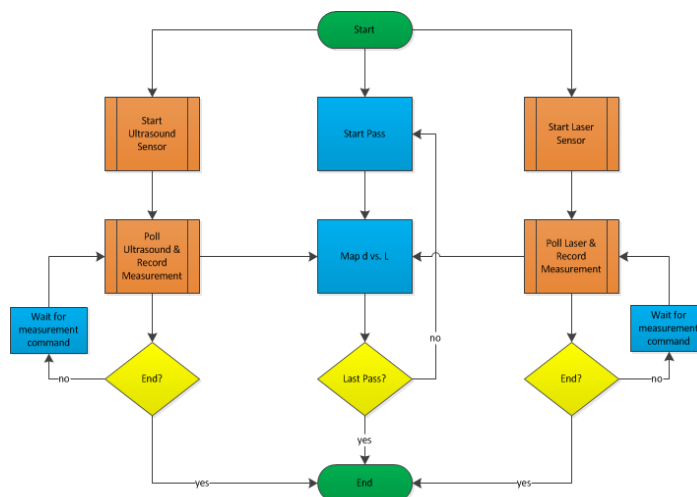 Start
Start
Ultrasound
Sensor
Start Pass
Start Laser
Sensor
Poll
Ultrasound &
Record
Measurement
Map d vs. L
Poll Laser &
Record
Measurement
Wait for
measurement
command
Wait for
measurement
command
no
End?
Last Pass?
no
End?
no
yes
yes
End
yes